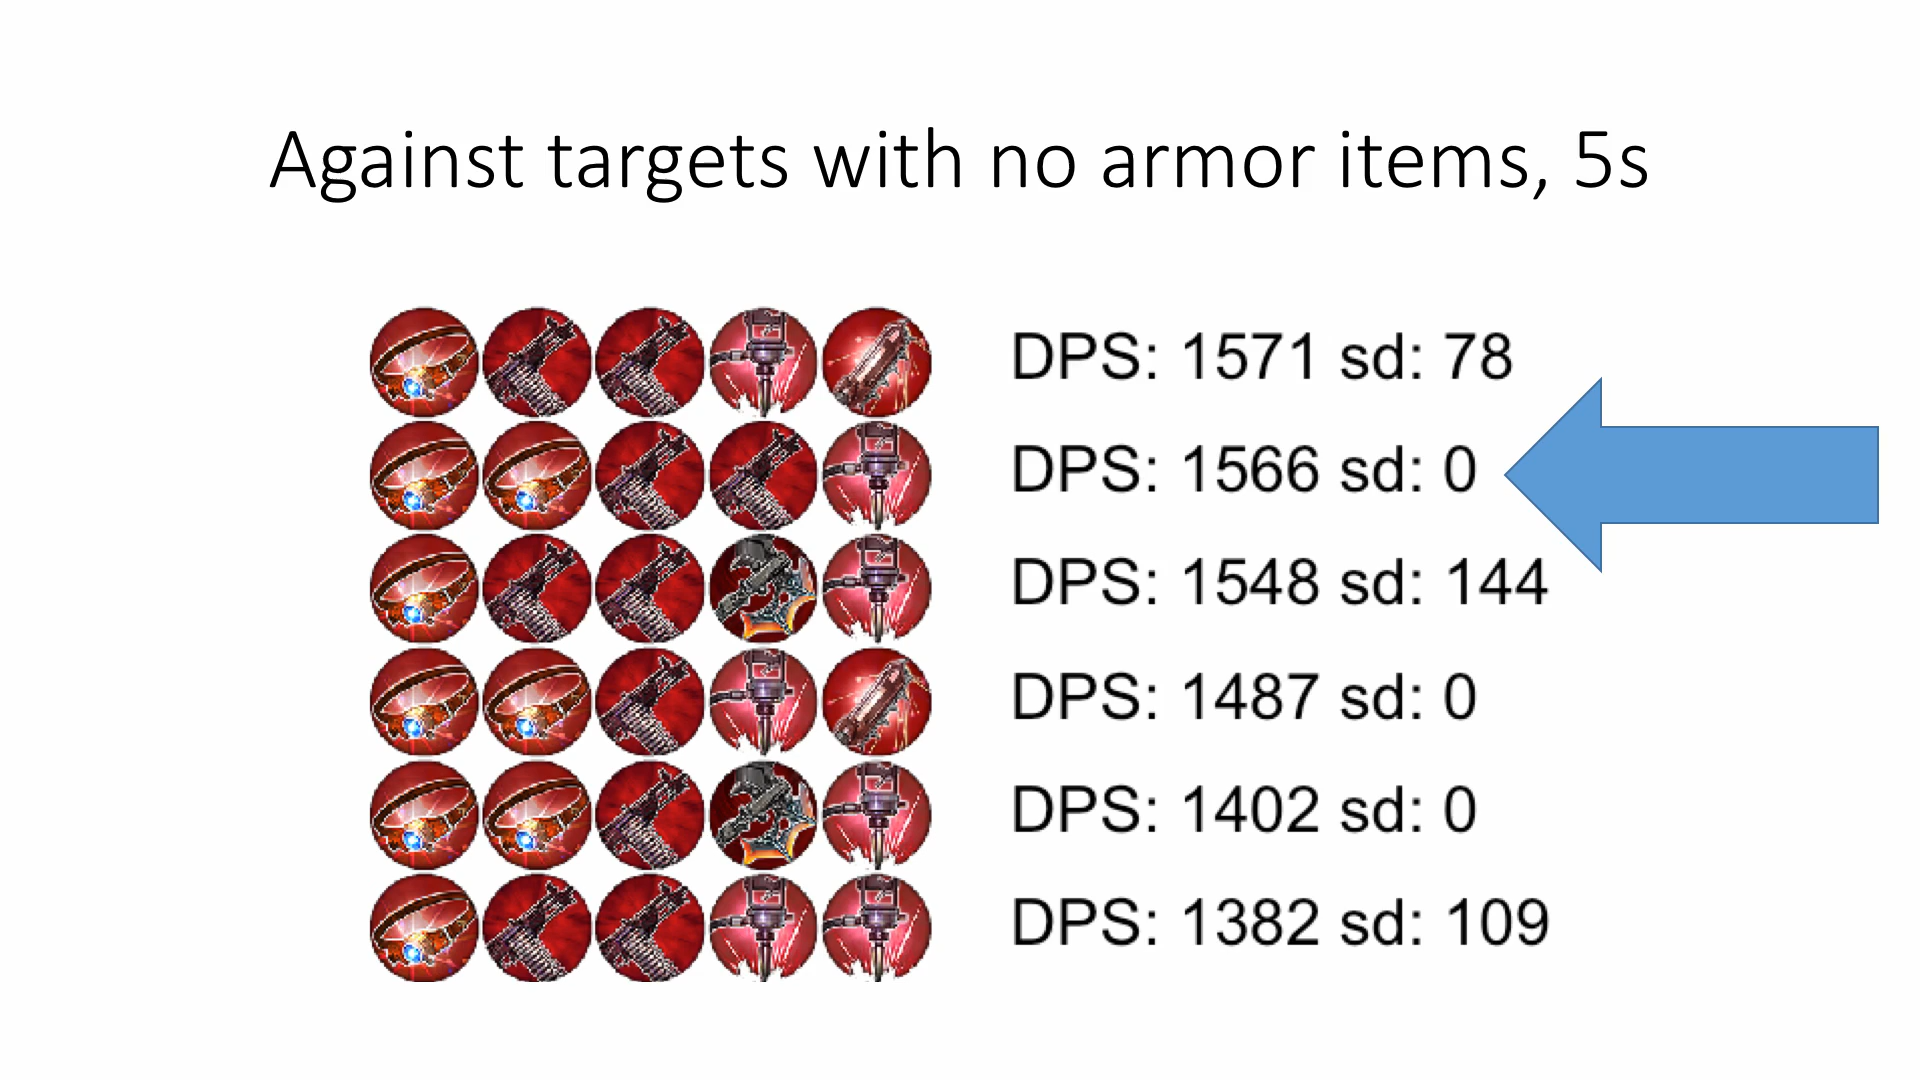 Against targets with no armor items, 5s
DPS: 1571 sd: 78
DPS: 1566 sd: 0
DPS: 1548 sd: 144
DPS: 1487 sd: 0
DPS: 1402 sd: 0
DPS: 1382 sd: 109